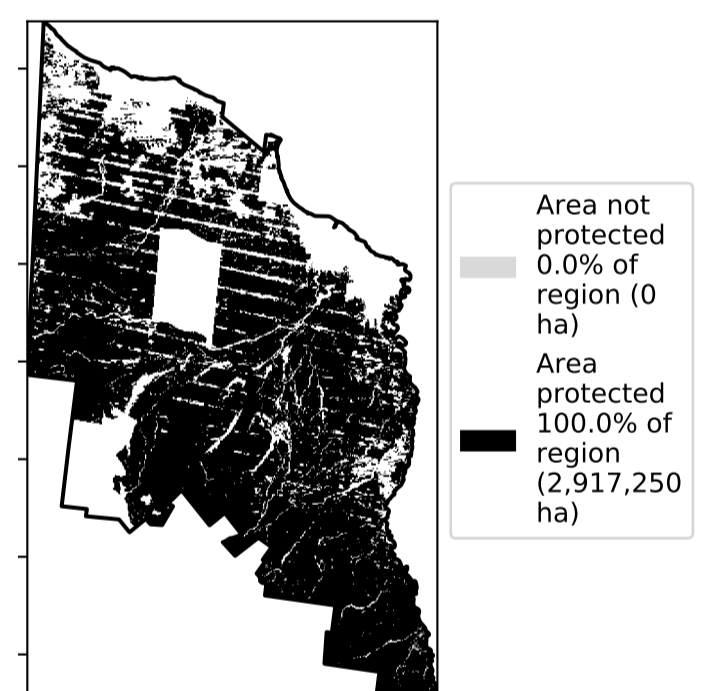 Area not
protected
0.0% of
region (0
ha)
Area
protected
100.0% of
region
(2,917,250
ha)